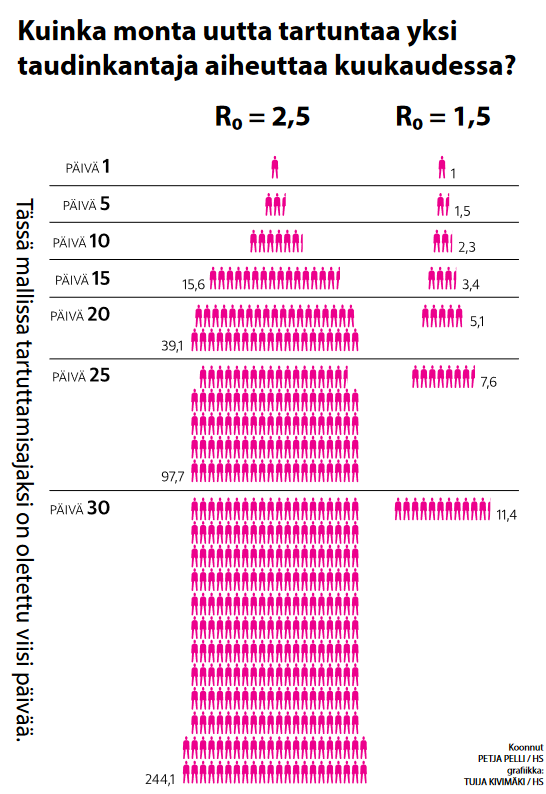 Kuinka monta uutta tartuntaa yksi
taudinkantaja aiheuttaa kuukaudessa?
R₀ = 2,5
R₀ = 1,5
PÄIVÄ 1
1
PÄIVÄ 5
1,5
PÄIVÄ 10
2,3
PÄIVÄ 15
15,6
3,4
PÄIVÄ 20
39,1
5,1
PÄIVÄ 25
97,7
7,6
PÄIVÄ 30
244,1
11,4
Tässä mallissa tartuttamisajaksi on oletettu viisi päivää.
Koonnut
PETJA PELLI / HS
grafiikka:
TUIJA KIVIMÄKI / HS